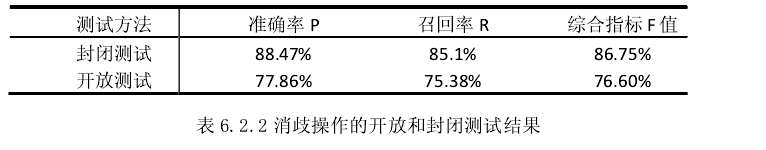 测试方法 准确率 P 召回率 R 综合指标 F 值
封闭测试 88.47% 85.1% 86.75%
开放测试 77.86% 75.38% 76.60%
表 6.2.2 消歧操作的开放和封闭测试结果